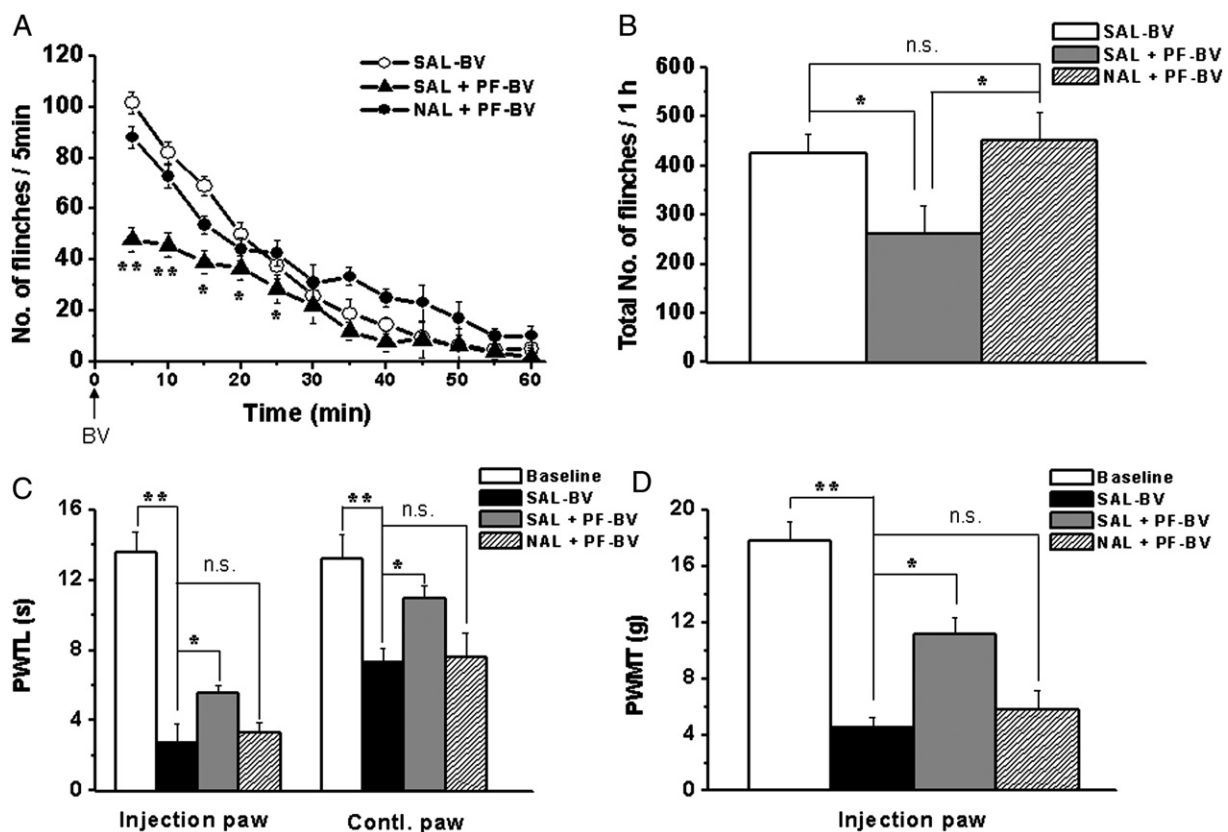 A
120
100
80
60
40
20
0
No. of flinches / 5min
SAL-BV
SAL + PF-BV
NAL + PF-BV
** ** * * *
0 10 20 30 40 50 60
Time (min)
BV
B
600
500
400
300
200
100
0
Total No. of flinches / 1 h
SAL-BV
SAL + PF-BV
NAL + PF-BV
n.s.
* *
C
16
12
8
4
0
PWTL (s)
Baseline
SAL-BV
SAL + PF-BV
NAL + PF-BV
** **
n.s. n.s.
* *
Injection paw Contl. paw
D
20
16
12
8
4
0
PWMT (g)
Baseline
SAL-BV
SAL + PF-BV
NAL + PF-BV
**
n.s.
*
Injection paw